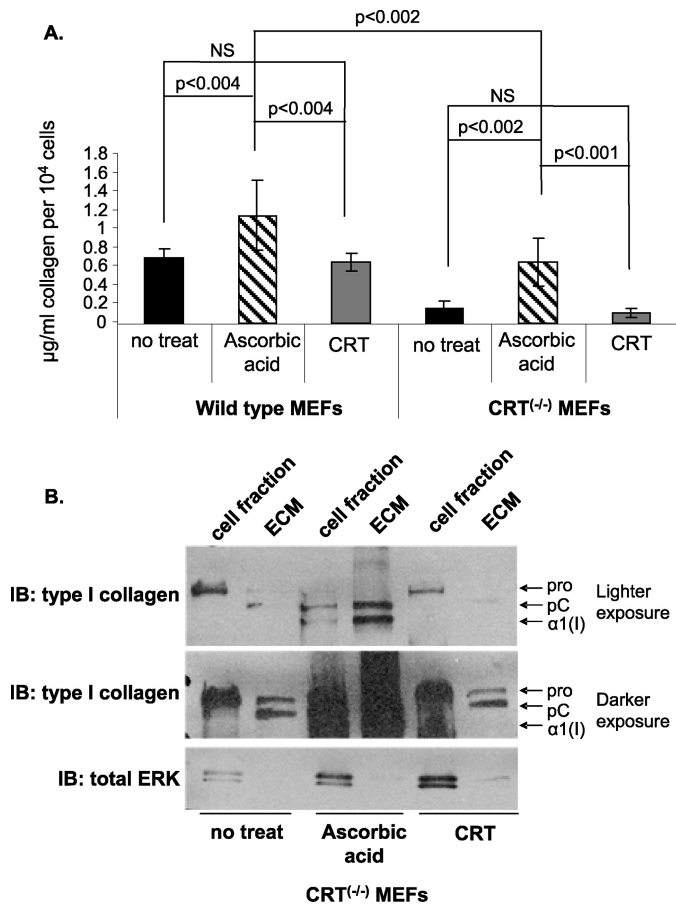 A.
p<0.002
NS
p<0.004
p<0.004
NS
p<0.002
p<0.001
µg/ml collagen per 10⁴ cells
1.8
1.6
1.4
1.2
1
0.8
0.6
0.4
0.2
0
no treat
Ascorbic
acid
CRT
no treat
Ascorbic
acid
CRT
Wild type MEFs
CRT⁽⁻/⁻⁾ MEFs
B.
cell fraction
ECM
cell fraction
ECM
cell fraction
ECM
IB: type I collagen
pro
pC
α1(I)
Lighter
exposure
IB: type I collagen
pro
pC
α1(I)
Darker
exposure
IB: total ERK
no treat
Ascorbic
acid
CRT
CRT⁽⁻/⁻⁾ MEFs